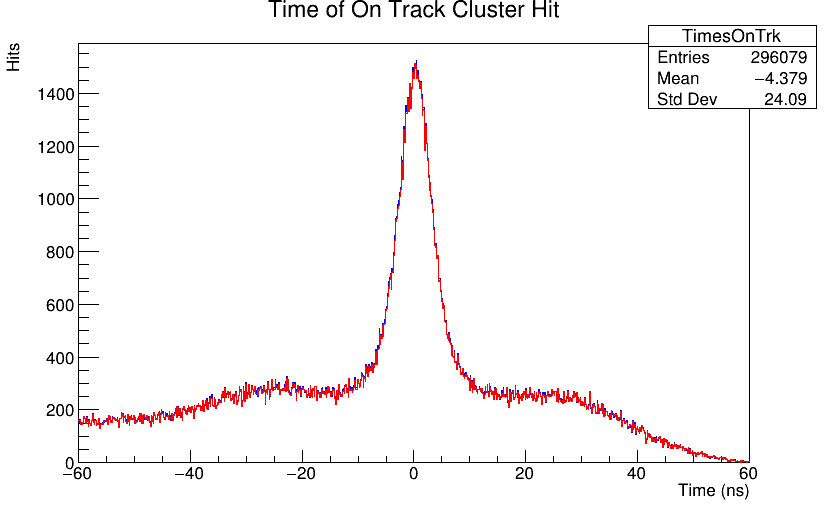 Time of On Track Cluster Hit
Hits
TimesOnTrk
Entries 296079
Mean −4.379
Std Dev 24.09
1400
1200
1000
800
600
400
200
0
−60 −40 −20 0 20 40 60
Time (ns)